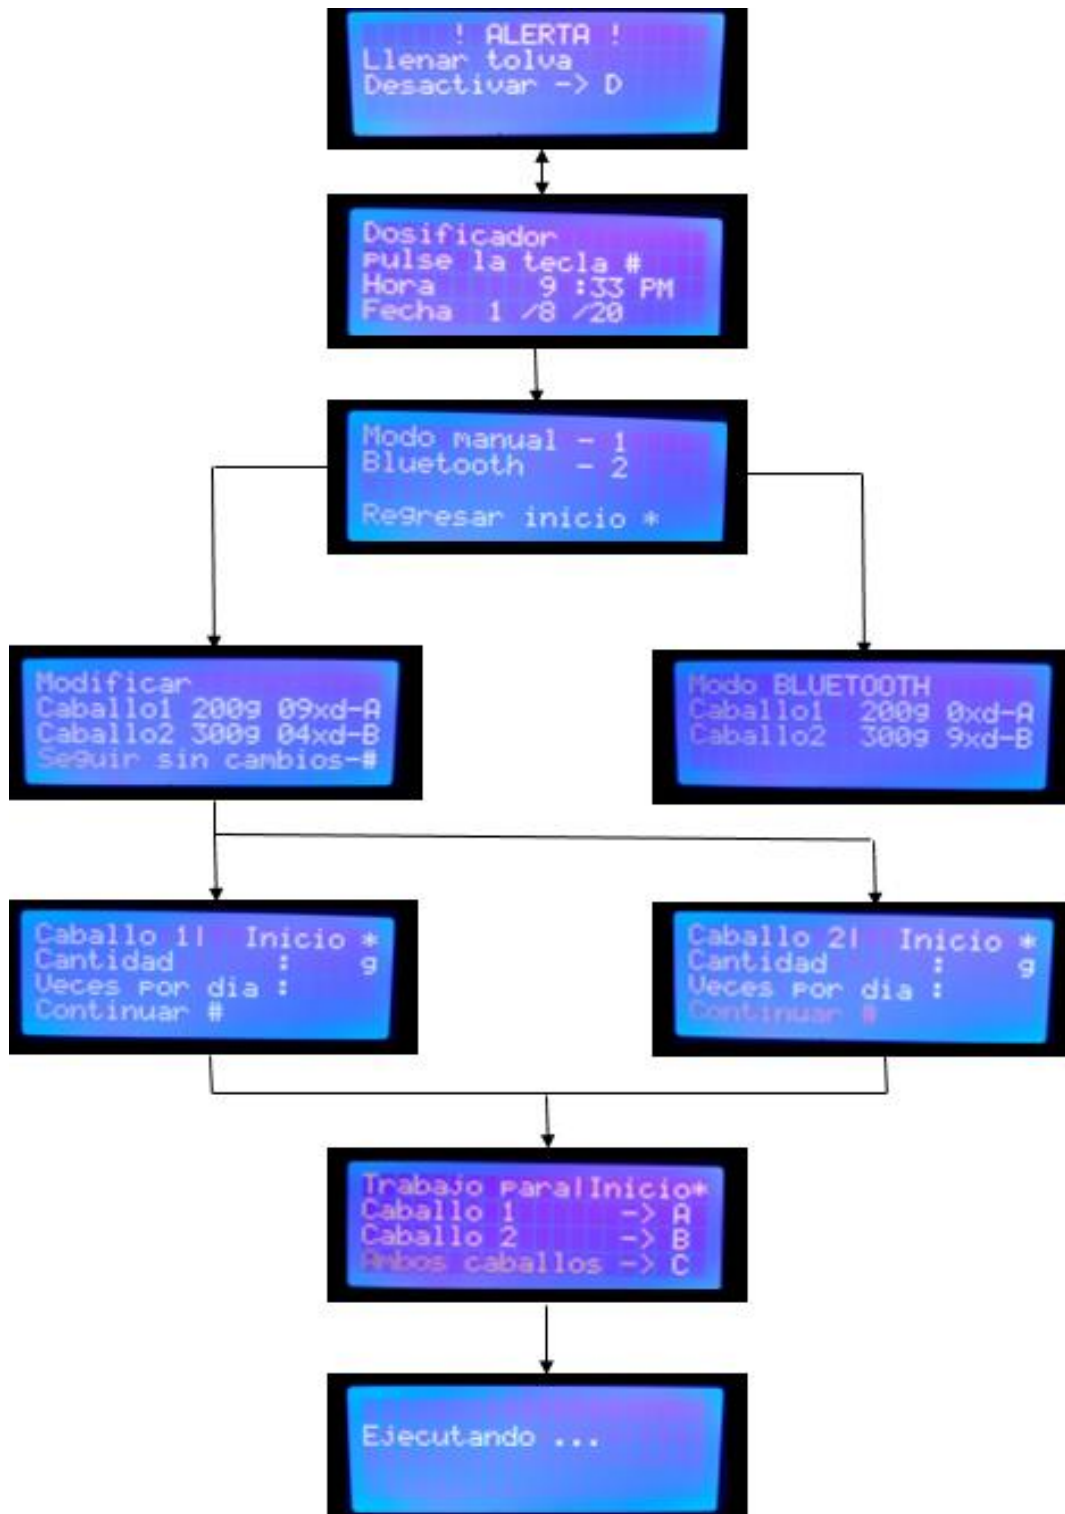 ! ALERTA !
Llenar tolva
Desactivar -> D
Dosificador
pulse la tecla #
Hora 9 :33 PM
Fecha 1 /8 /20
Modo manual - 1
Bluetooth - 2
Regresar inicio *
Modificar
Caballo1 200g 09xd-A
Caballo2 300g 04xd-B
Seguir sin cambios-#
Modo BLUETOOTH
Caballo1 200g 0xd-A
Caballo2 300g 9xd-B
Caballo 1| Inicio *
Cantidad : g
Veces por dia :
Continuar #
Caballo 2| Inicio *
Cantidad : g
Veces por dia :
Continuar #
Trabajo para|Inicio*
Caballo 1 -> A
Caballo 2 -> B
Ambos caballos -> C
Ejecutando ...